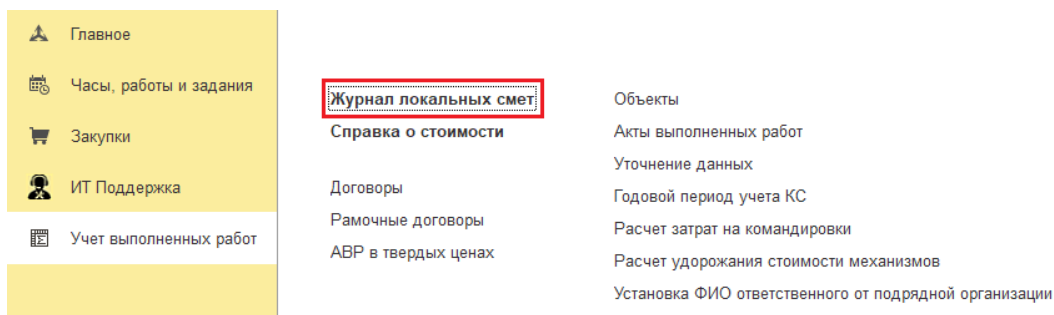 Главное
Часы, работы и задания
Закупки
ИТ Поддержка
Учет выполненных работ
Журнал локальных смет
Справка о стоимости
Договоры
Рамочные договоры
АВР в твердых ценах
Объекты
Акты выполненных работ
Уточнение данных
Годовой период учета КС
Расчет затрат на командировки
Расчет удорожания стоимости механизмов
Установка ФИО ответственного от подрядной организации